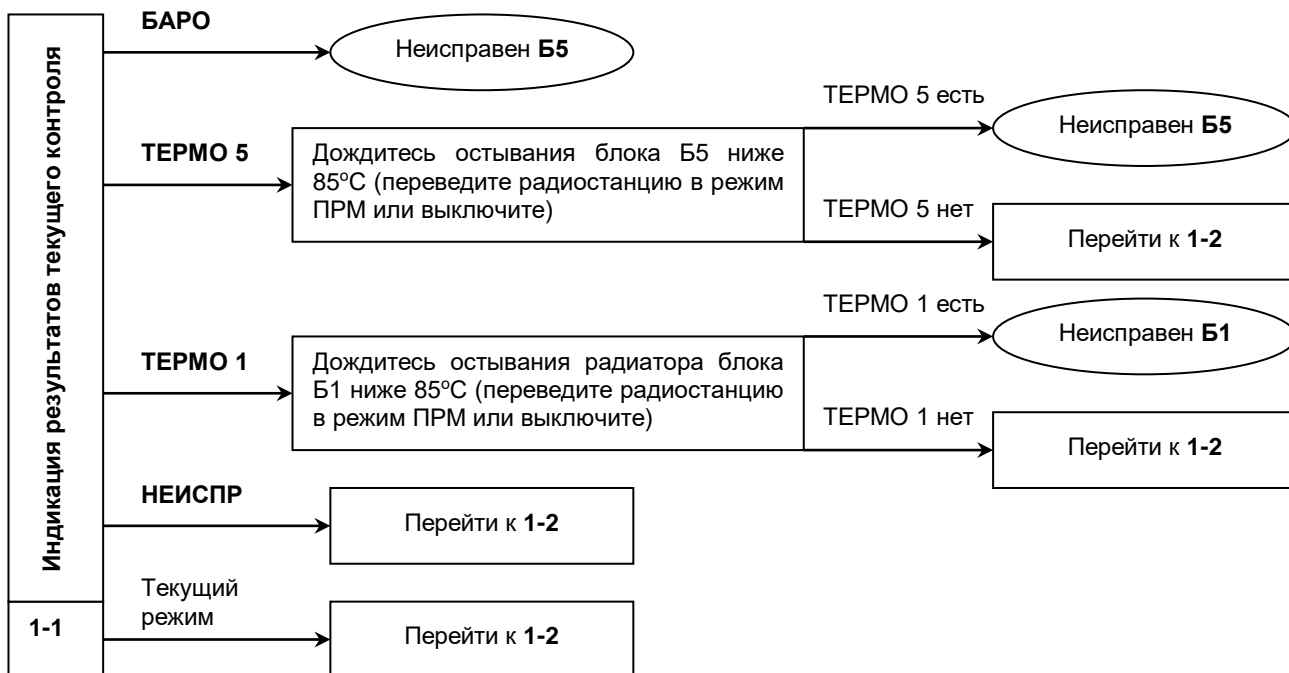 Индикация результатов текущего контроля
1-1
БАРО
Неисправен Б5
ТЕРМО 5
Дождитесь остывания блока Б5 ниже
85ºС (переведите радиостанцию в режим
ПРМ или выключите)
ТЕРМО 5 есть
Неисправен Б5
ТЕРМО 5 нет
Перейти к 1-2
ТЕРМО 1
Дождитесь остывания радиатора блока
Б1 ниже 85ºС (переведите радиостанцию
в режим ПРМ или выключите)
ТЕРМО 1 есть
Неисправен Б1
ТЕРМО 1 нет
Перейти к 1-2
НЕИСПР
Перейти к 1-2
Текущий
режим
Перейти к 1-2